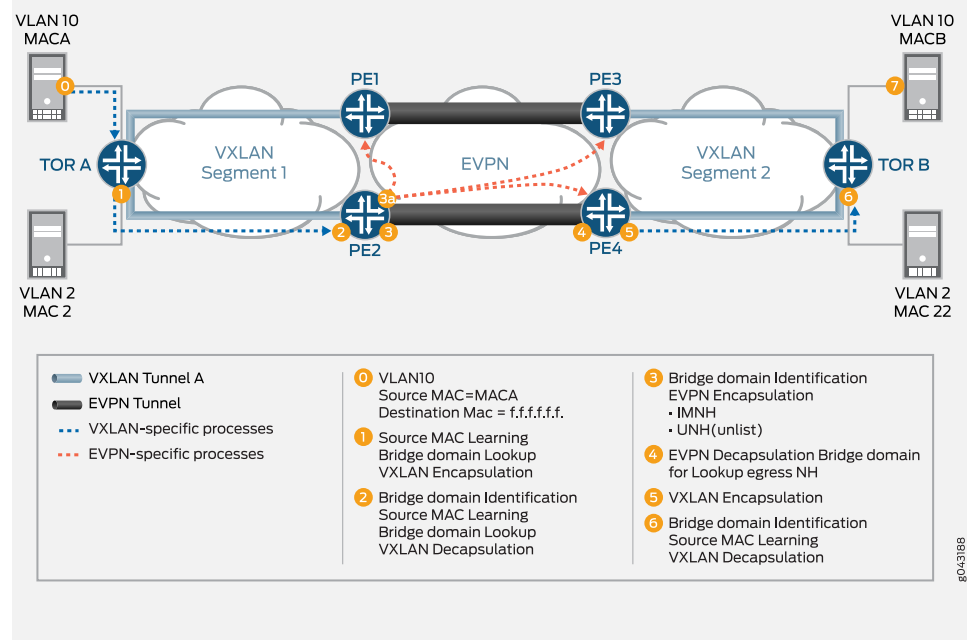 VLAN 10
MACA
VLAN 10
MACB
0
PE1
PE3
7
TOR A
VXLAN
Segment 1
EVPN
VXLAN
Segment 2
TOR B
1
3a
6
2
3
4
5
PE2
PE4
VLAN 2
MAC 2
VLAN 2
MAC 22
VXLAN Tunnel A
EVPN Tunnel
VXLAN-specific processes
EVPN-specific processes
0 VLAN10
Source MAC=MACA
Destination Mac = f.f.f.f.f.f.
1 Source MAC Learning
Bridge domain Lookup
VXLAN Encapsulation
2 Bridge domain Identification
Source MAC Learning
Bridge domain Lookup
VXLAN Decapsulation
3 Bridge domain Identification
EVPN Encapsulation
• IMNH
• UNH(unlist)
4 EVPN Decapsulation Bridge domain
for Lookup egress NH
5 VXLAN Encapsulation
6 Bridge domain Identification
Source MAC Learning
VXLAN Decapsulation
g043188